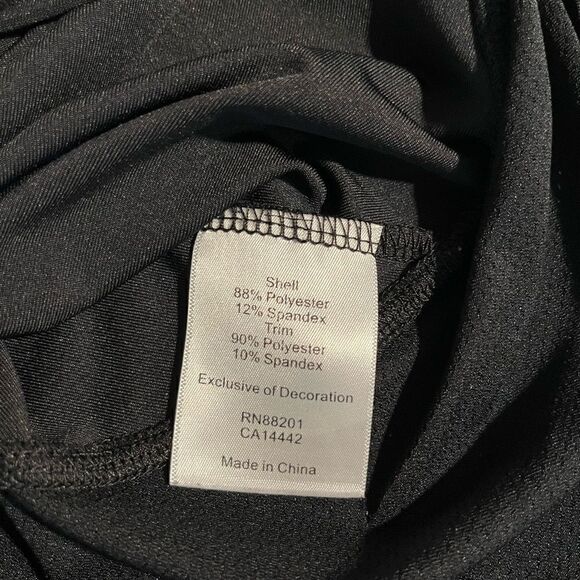 Shell
88% Polyester
12% Spandex
Trim
90% Polyester
10% Spandex
Exclusive of Decoration
RN88201
CA14442
Made in China